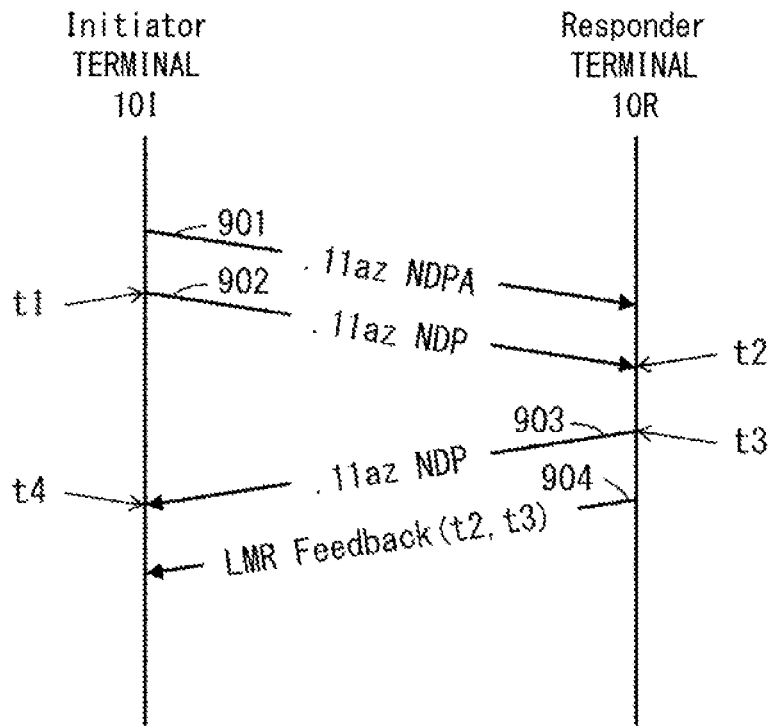 Initiator
TERMINAL
10I
Responder
TERMINAL
10R
901
.11az NDPA
902
t1
.11az NDP
t2
903
t3
.11az NDP
t4
904
LMR Feedback(t2, t3)